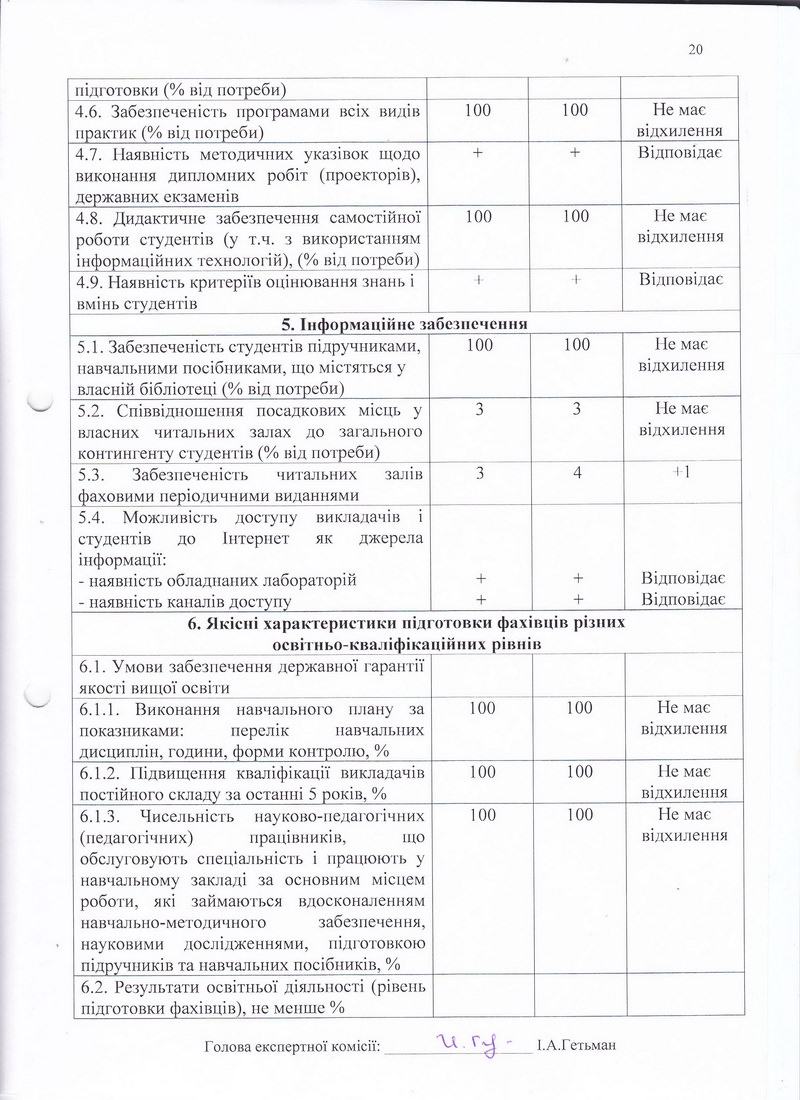 20
підготовки (% від потреби)
4.6. Забезпеченість програмами всіх видів 100 100 Не має
практик (% від потреби) відхилення
4.7. Наявність методичних указівок щодо + + Відповідає
виконання дипломних робіт (проекторів),
державних екзаменів
4.8. Дидактичне забезпечення самостійної 100 100 Не має
роботи студентів (у т.ч. з використанням відхилення
інформаційних технологій), (% від потреби)
4.9. Наявність критеріїв оцінювання знань і + + Відповідає
вмінь студентів
5. Інформаційне забезпечення
5.1. Забезпеченість студентів підручниками, 100 100 Не має
навчальними посібниками, що містяться у відхилення
власній бібліотеці (% від потреби)
5.2. Співвідношення посадкових місць у 3 3 Не має
власних читальних залах до загального відхилення
контингенту студентів (% від потреби)
5.3. Забезпеченість читальних залів 3 4 +1
фаховими періодичними виданнями
5.4. Можливість доступу викладачів і
студентів до Інтернет як джерела
інформації:
- наявність обладнаних лабораторій + + Відповідає
- наявність каналів доступу + + Відповідає
6. Якісні характеристики підготовки фахівців різних
освітньо-кваліфікаційних рівнів
6.1. Умови забезпечення державної гарантії
якості вищої освіти
6.1.1. Виконання навчального плану за 100 100 Не має
показниками: перелік навчальних відхилення
дисциплін, години, форми контролю, %
6.1.2. Підвищення кваліфікації викладачів 100 100 Не має
постійного складу за останні 5 років, % відхилення
6.1.3. Чисельність науково-педагогічних 100 100 Не має
(педагогічних) працівників, що відхилення
обслуговують спеціальність і працюють у
навчальному закладі за основним місцем
роботи, які займаються вдосконаленням
навчально-методичного забезпечення,
науковими дослідженнями, підготовкою
підручників та навчальних посібників, %
6.2. Результати освітньої діяльності (рівень
підготовки фахівців), не менше %
Голова експертної комісії: І.А.Гетьман